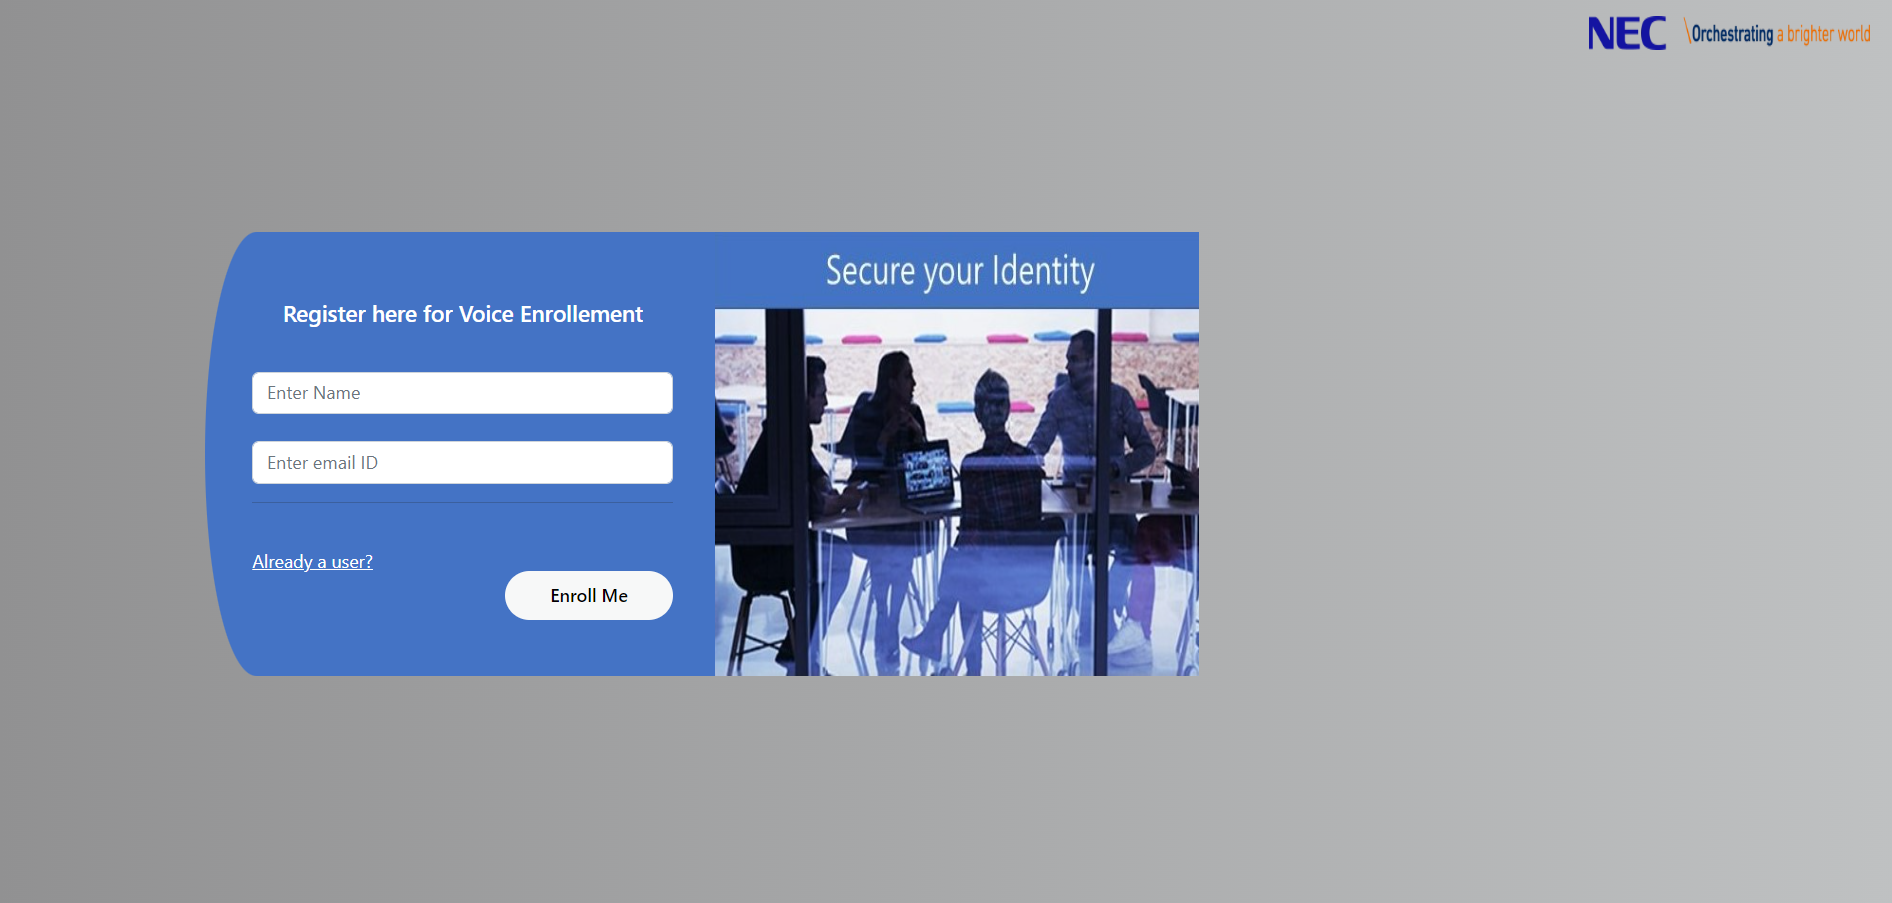 NEC \Orchestrating a brighter world
Secure your Identity
Register here for Voice Enrollement
Enter Name
Enter email ID
Already a user?
Enroll Me